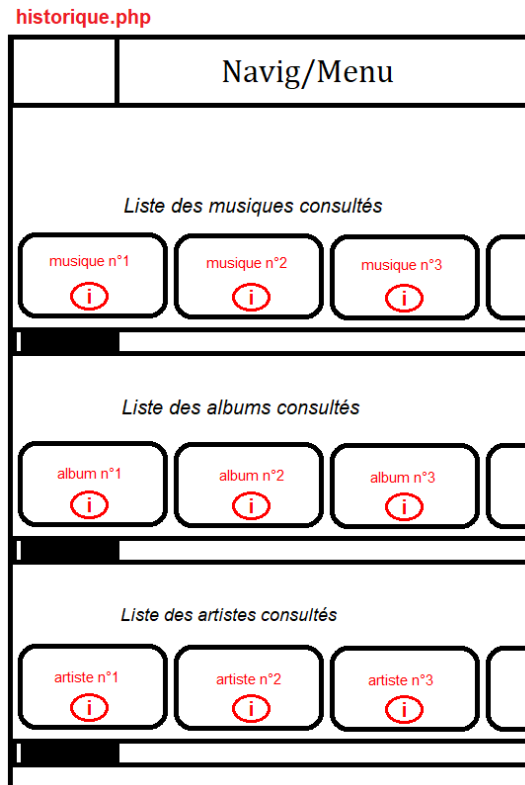 historique.php
Navig/Menu
Liste des musiques consultés
musique n°1 musique n°2 musique n°3
i i i
Liste des albums consultés
album n°1 album n°2 album n°3
i i i
Liste des artistes consultés
artiste n°1 artiste n°2 artiste n°3
i i i